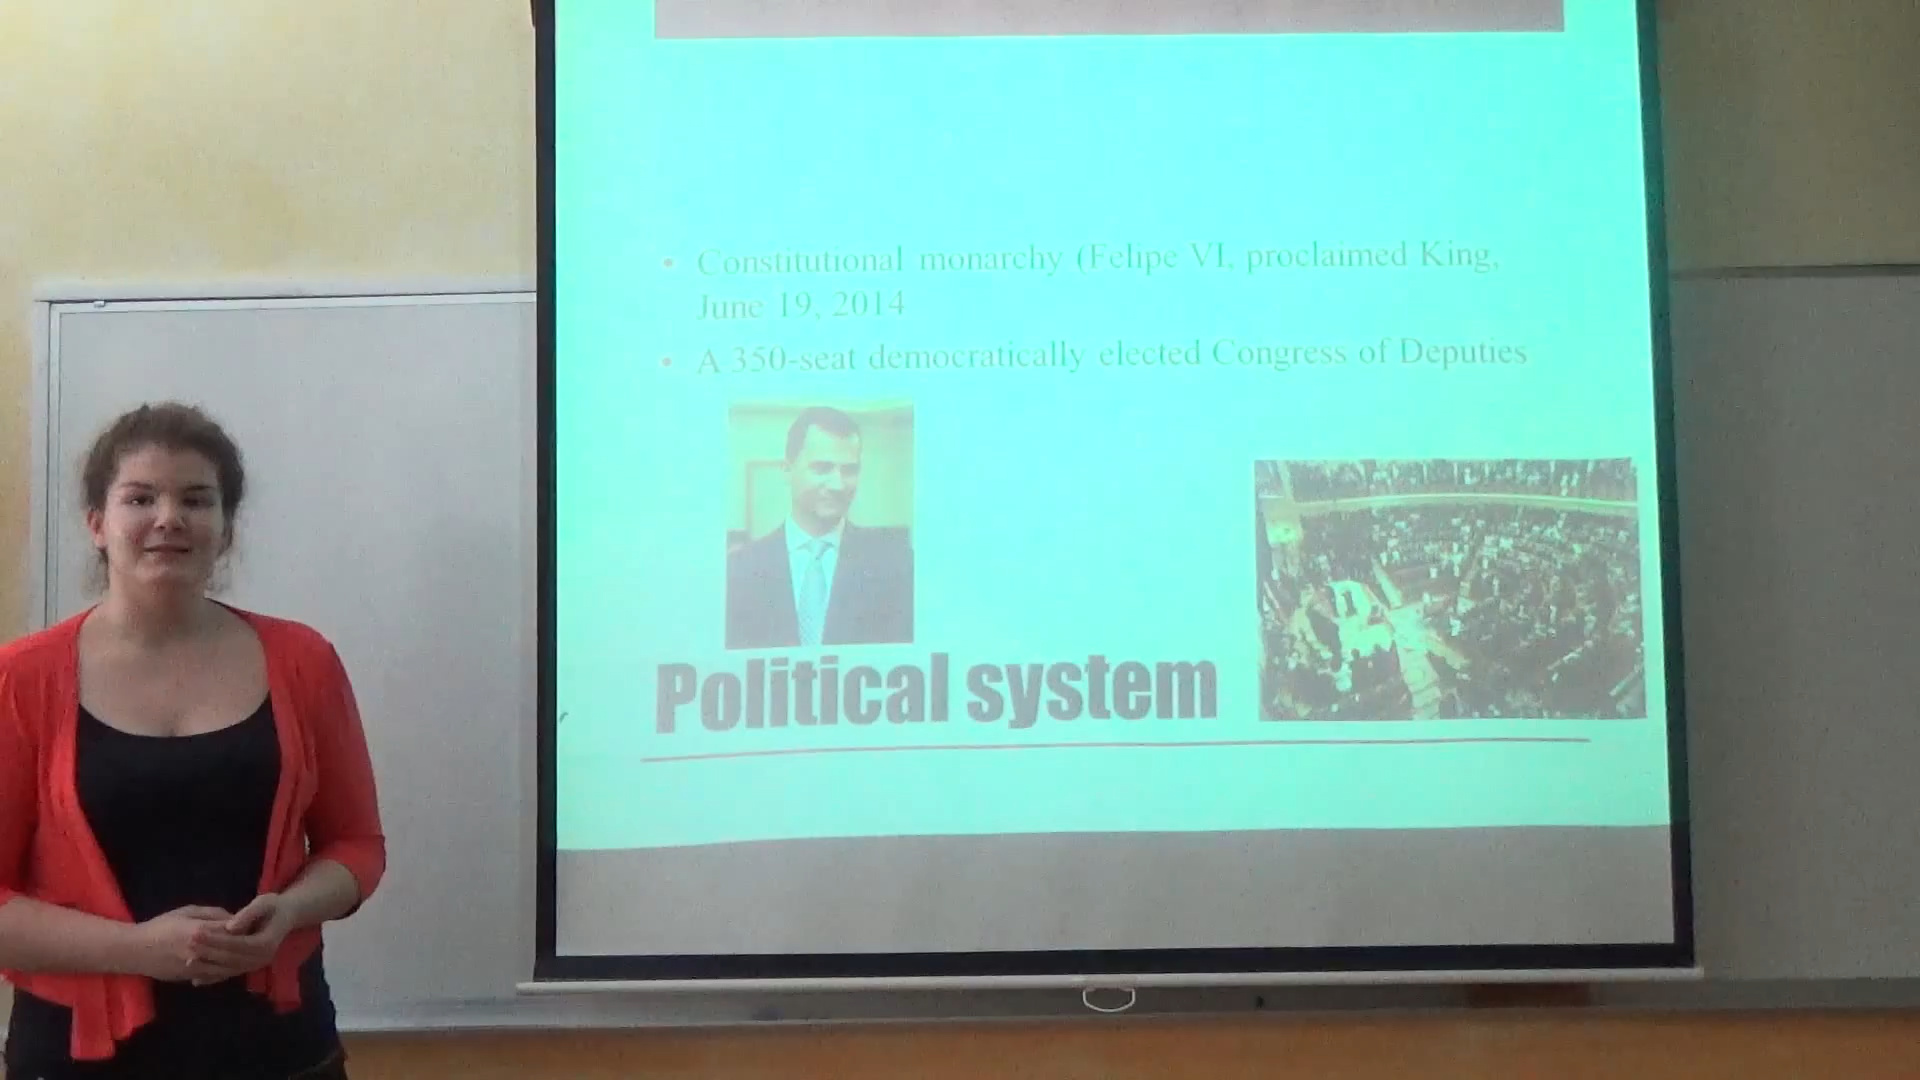 • Constitutional monarchy (Felipe VI, proclaimed King,
June 19, 2014
• A 350-seat democratically elected Congress of Deputies
Political system